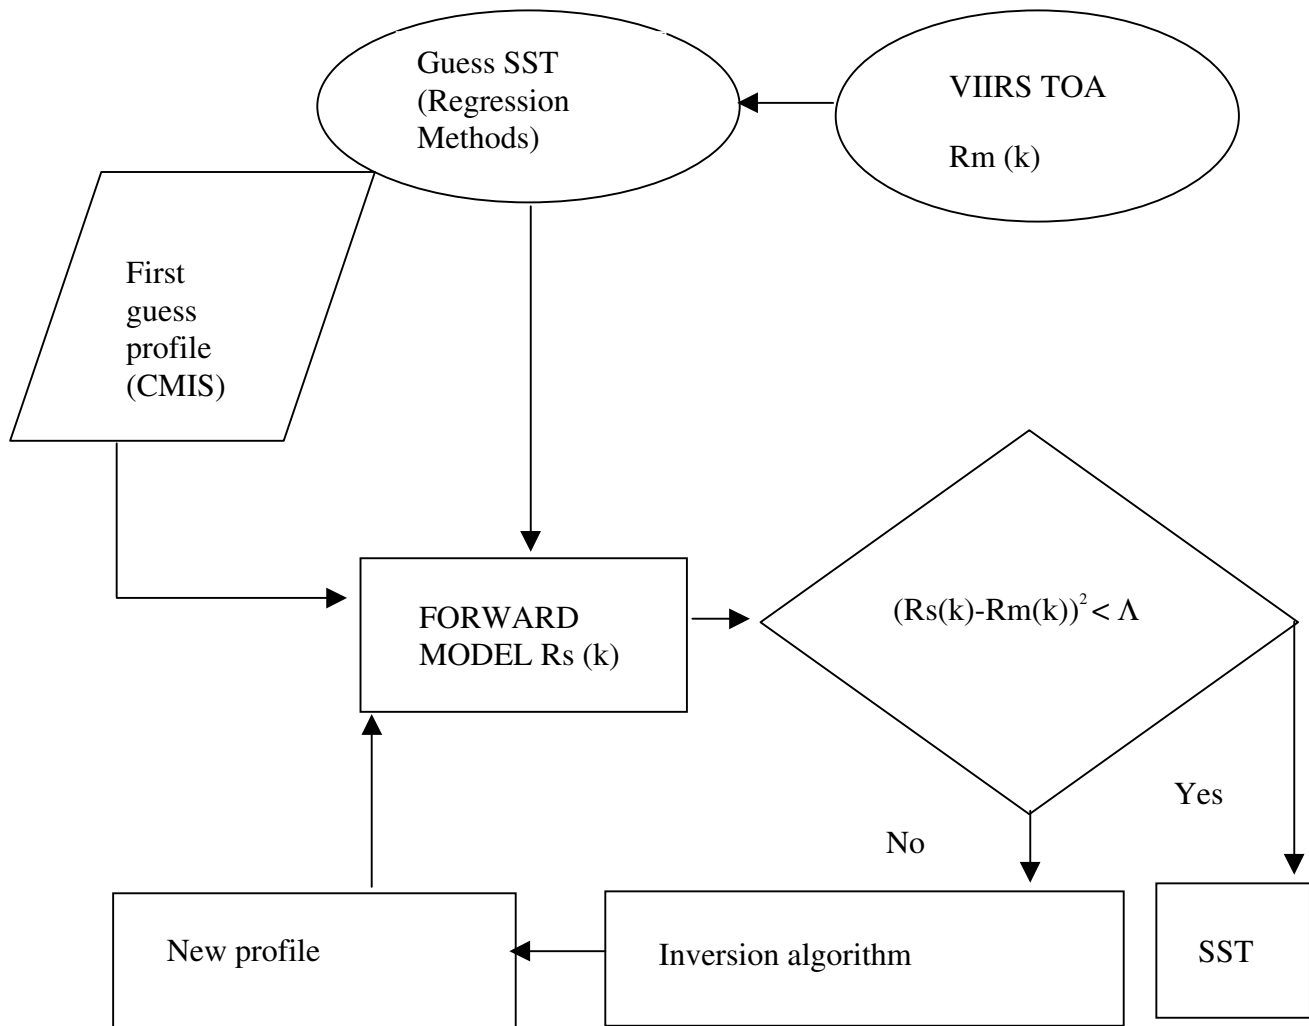 Guess SST
(Regression
Methods)
VIIRS TOA
Rm (k)
First
guess
profile
(CMIS)
FORWARD
MODEL Rs (k)
(Rs(k)-Rm(k))² < Λ
Yes
No
New profile
Inversion algorithm
SST